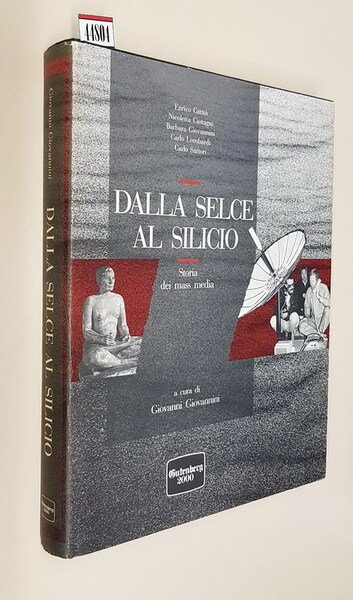 44804
Enrico Carità
Nicoletta Castagni
Barbara Giovannini
Carlo Lombardi
Carlo Sartori
DALLA SELCE
AL SILICIO
Storia
dei mass media
a cura di
Giovanni Giovannini
Gutenberg
2000
Giovanni Giovannini
DALLA SELCE AL SILICIO